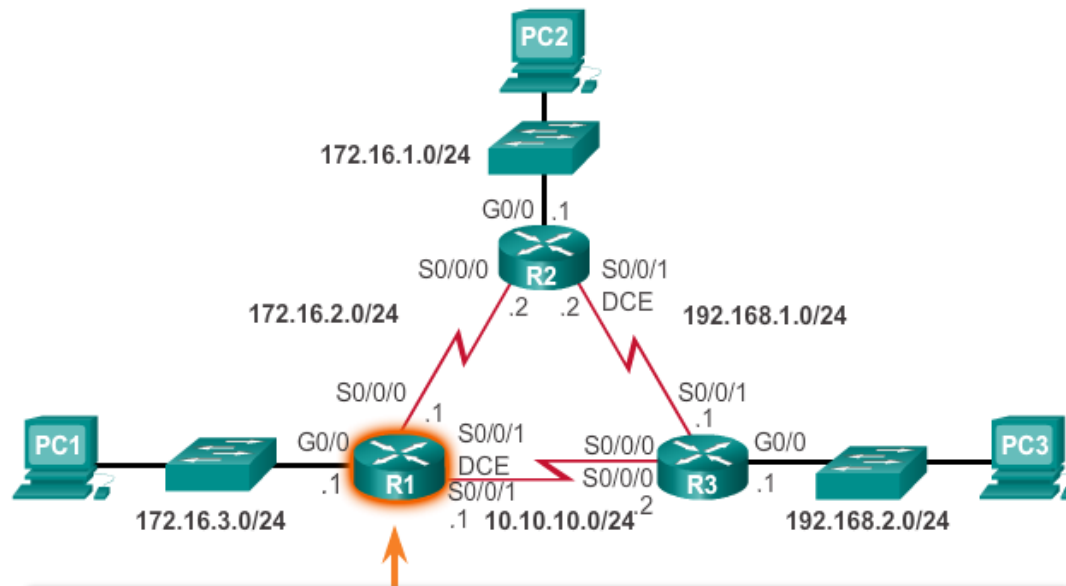 PC2
172.16.1.0/24
G0/0 .1
S0/0/0 R2 S0/0/1
.2 .2 DCE
172.16.2.0/24 192.168.1.0/24
S0/0/0 S0/0/1
.1 .1
PC1 G0/0 S0/0/1 S0/0/0 G0/0 PC3
DCE
.1 R1 S0/0/1 S0/0/0 R3 .1
.1 10.10.10.0/24 .2
172.16.3.0/24 192.168.2.0/24